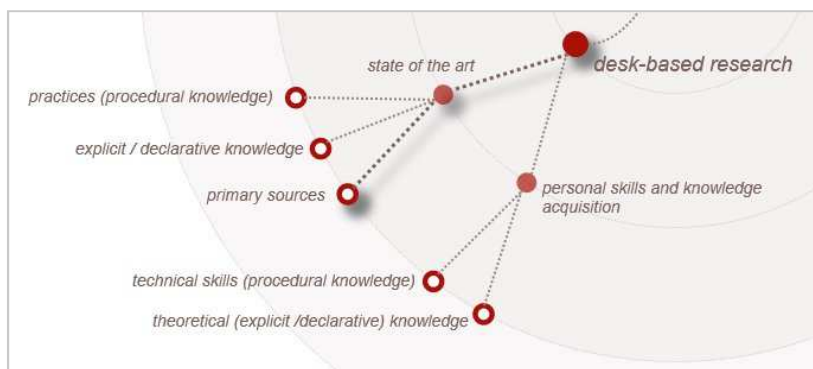 state of the art
desk-based research
practices (procedural knowledge)
explicit / declarative knowledge
primary sources
personal skills and knowledge
acquisition
technical skills (procedural knowledge)
theoretical (explicit /declarative) knowledge